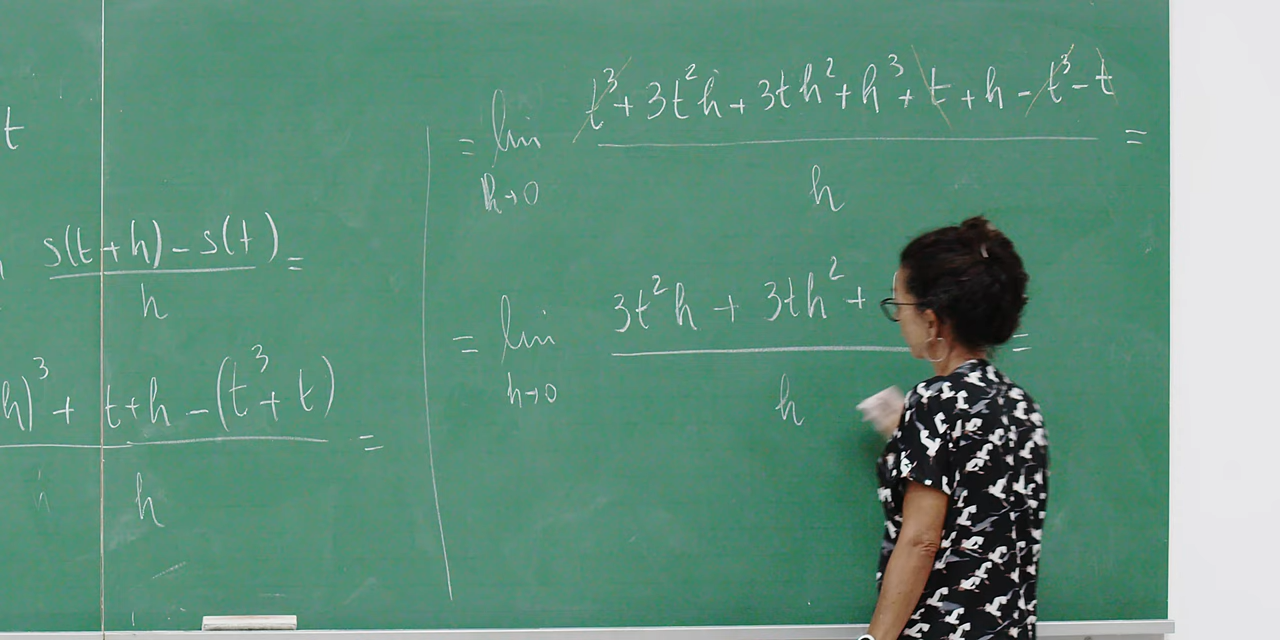 t
s(t+h) - s(t) =
h
h)³ + t+h - (t³ + t) =
h
= lim t³ + 3t²h + 3th² + h³ + t + h - t³ - t =
h→0 h
= lim 3t²h + 3th² + =
h→0 h